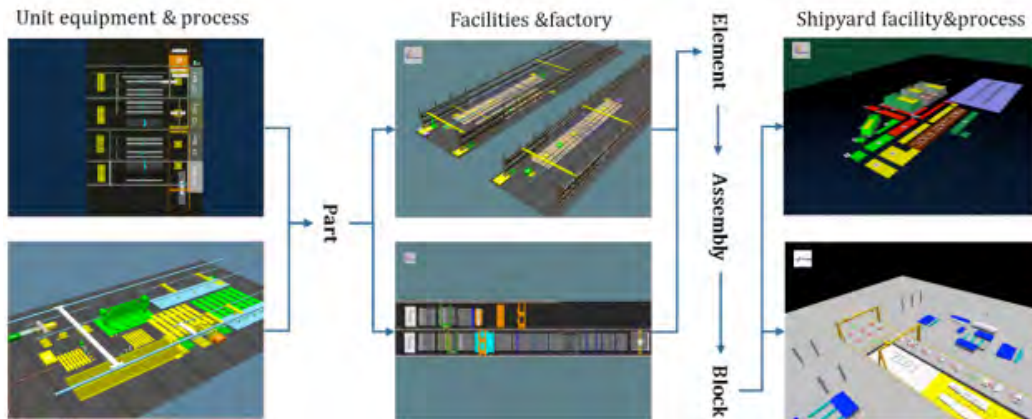 Unit equipment & process
Facilities &factory
Shipyard facility&process
Part
Element
Assembly
Block